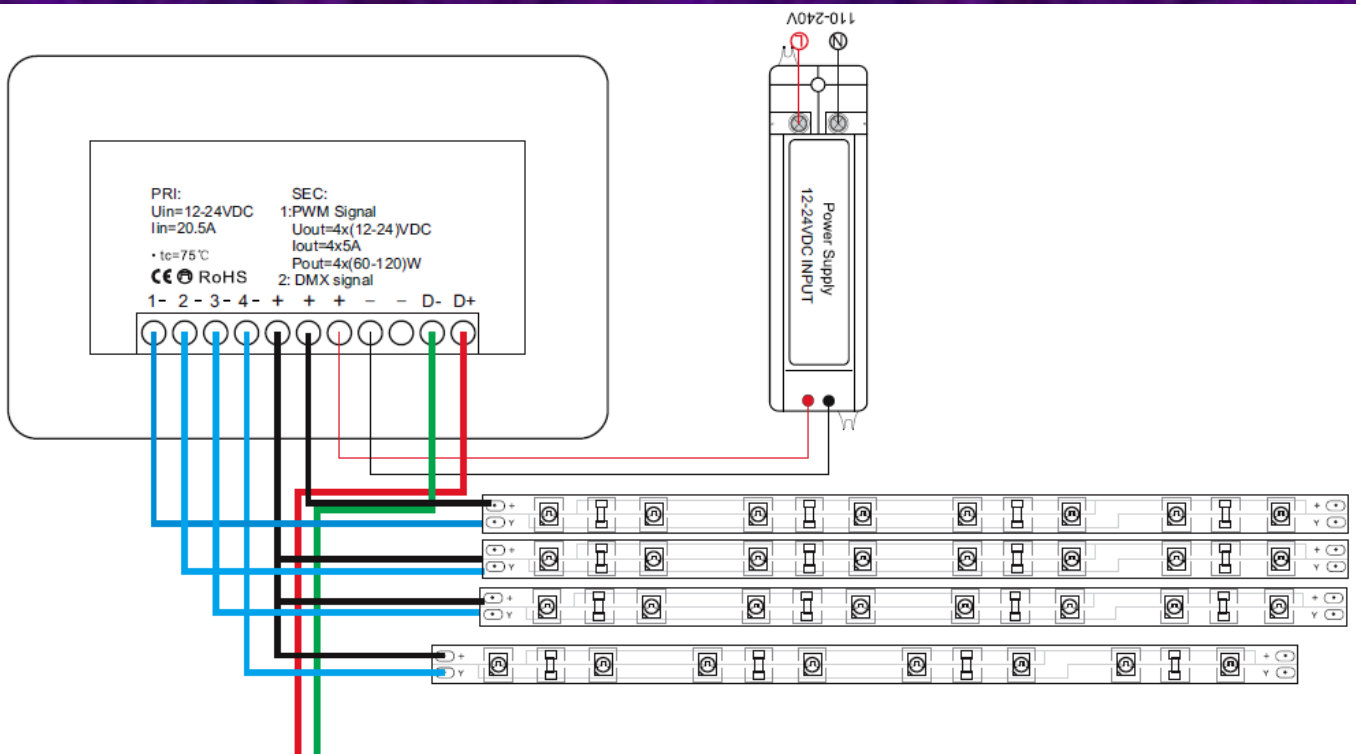 110-240V
L N
PRI:
Uin=12-24VDC
Iin=20.5A
• tc=75℃
CE RoHS
SEC:
1:PWM Signal
Uout=4x(12-24)VDC
Iout=4x5A
Pout=4x(60-120)W
2: DMX signal
1- 2 - 3- 4- + + + − − D- D+
Power Supply
12-24VDC INPUT
+ +
Y Y
+ +
Y Y
+ +
Y Y
+ +
Y Y